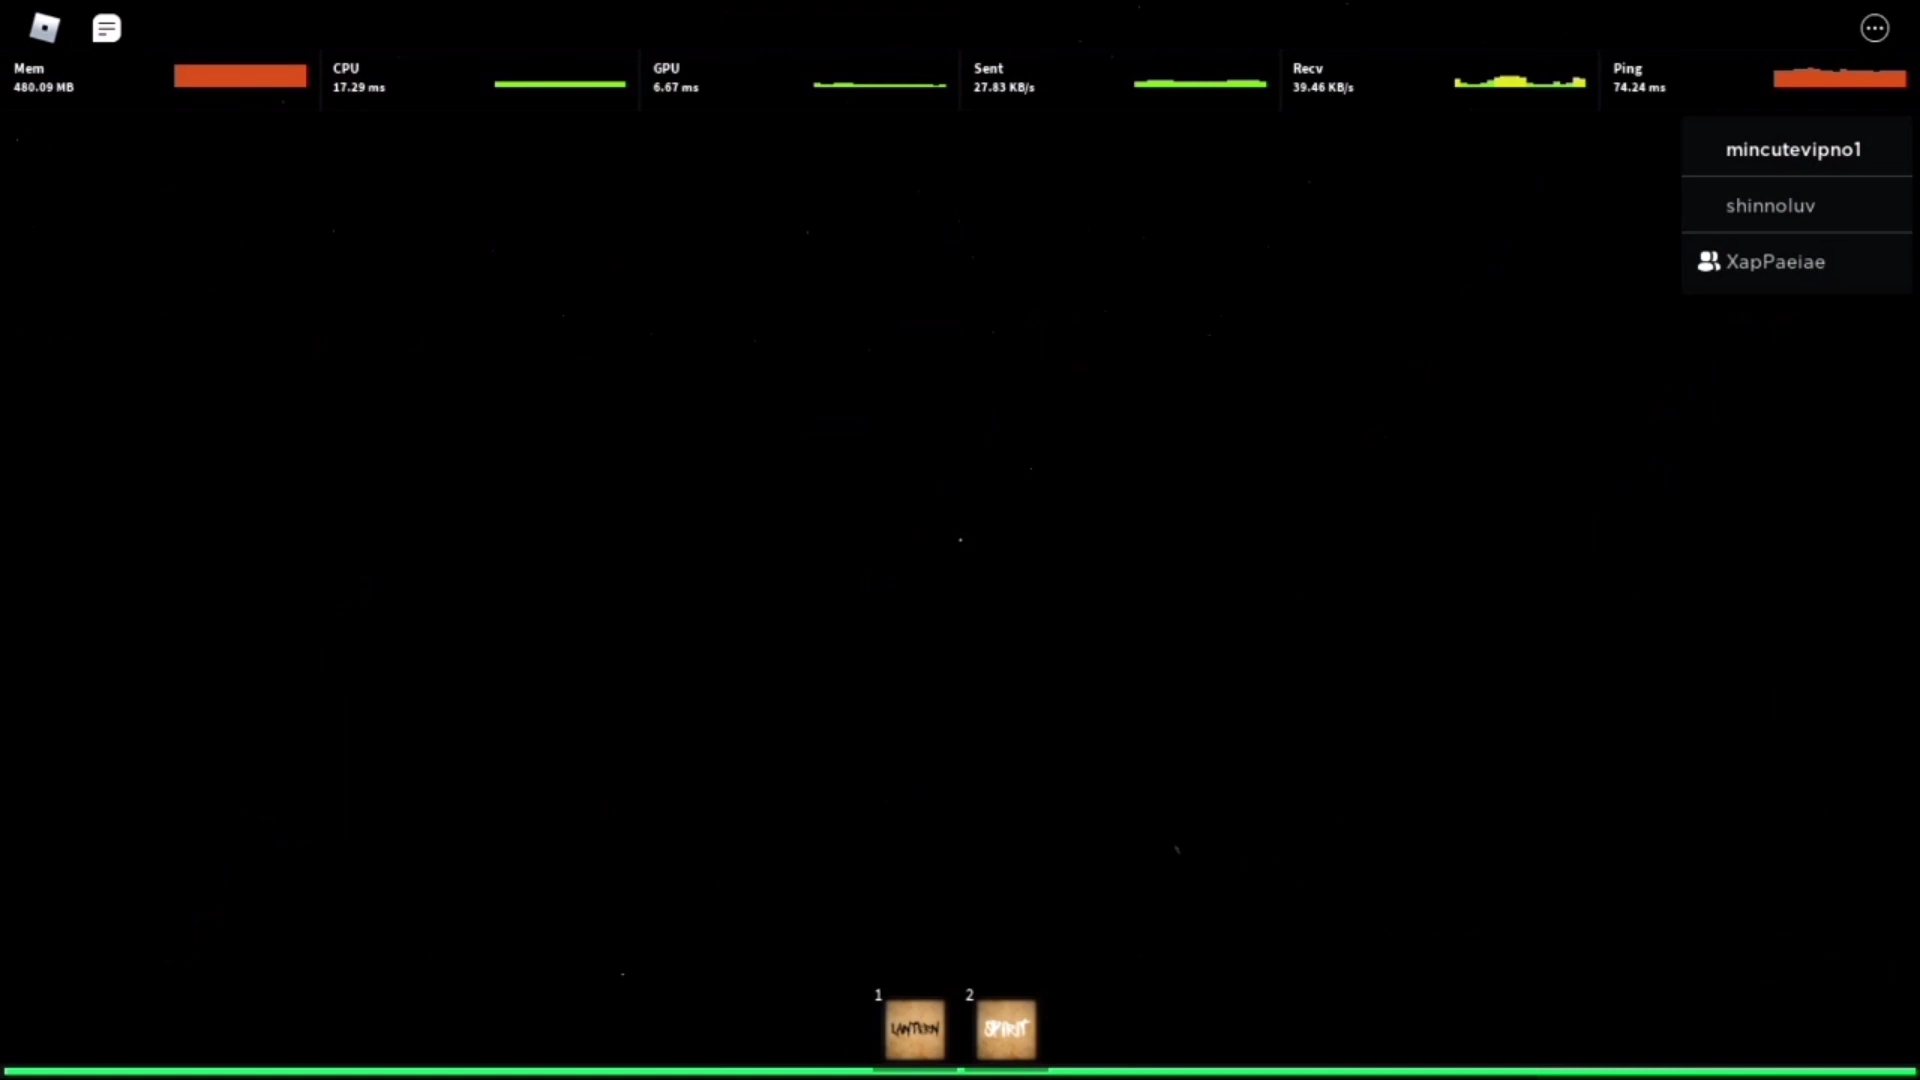 Mem
480.09 MB
CPU
17.29 ms
GPU
6.67 ms
Sent
27.83 KB/s
Recv
39.46 KB/s
Ping
74.24 ms
mincutevipno1
shinnoluv
XapPaeiae
1
LANTERN
2
SPIRIT